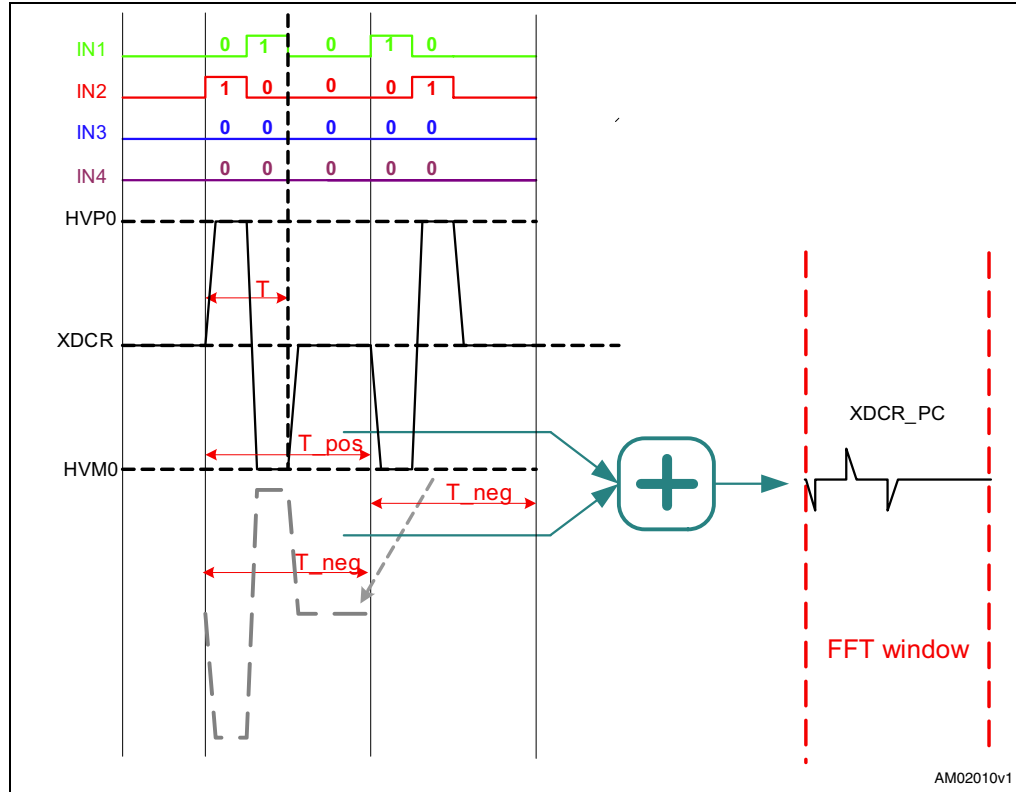 IN1 0 1 0 1 0
IN2 1 0 0 0 1
IN3 0 0 0 0 0
IN4 0 0 0 0 0
HVP0
T
XDCR
XDCR_PC
T_pos
HVM0
T_neg
T_neg
FFT window
AM02010v1